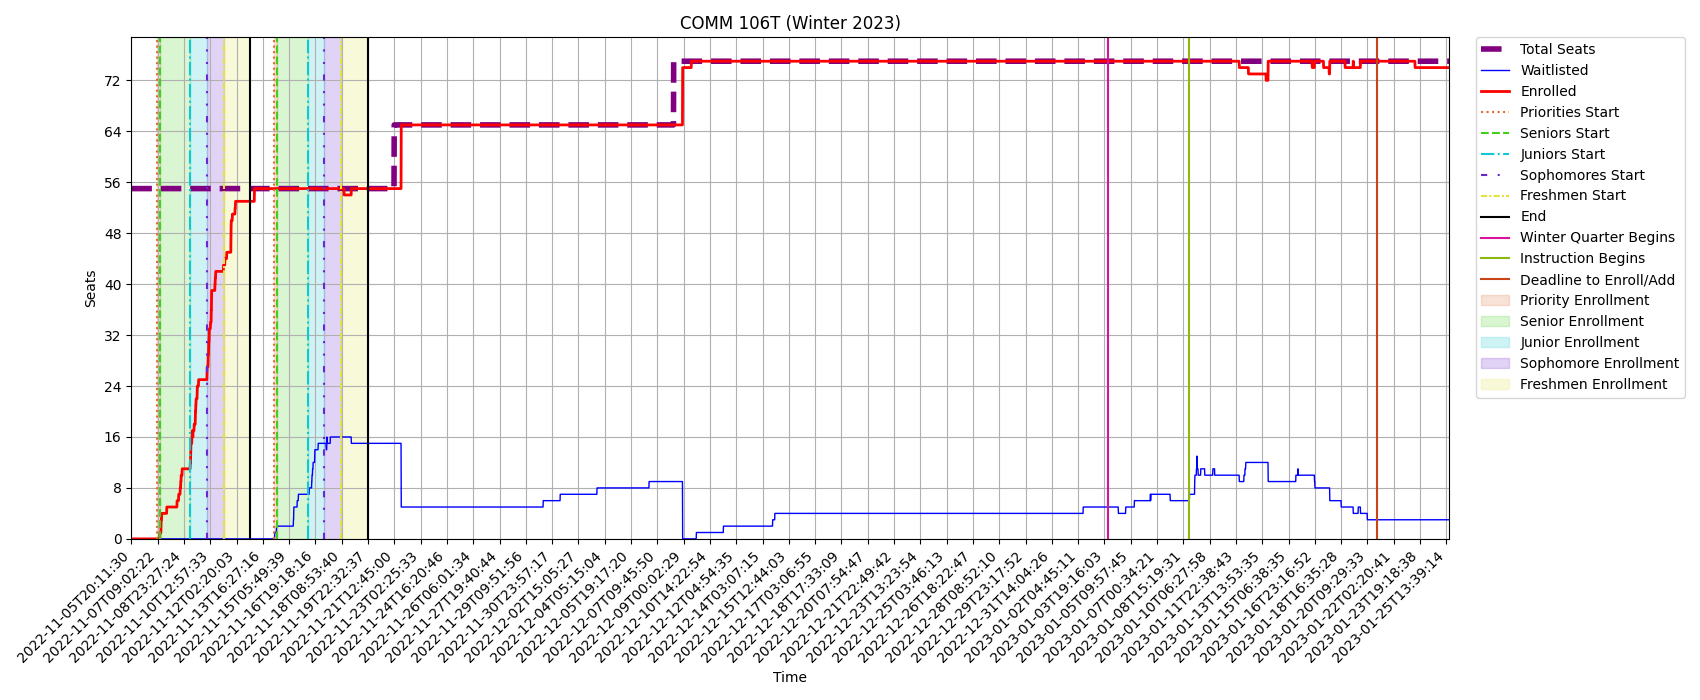 COMM 106T (Winter 2023)
Seats
72
64
56
48
40
32
24
16
8
0
2022-11-05T20:11:30
2022-11-07T09:02:22
2022-11-08T23:27:24
2022-11-10T12:57:33
2022-11-12T02:20:03
2022-11-13T16:27:16
2022-11-15T05:49:39
2022-11-16T19:18:16
2022-11-18T08:53:40
2022-11-19T22:32:37
2022-11-21T12:45:00
2022-11-23T02:25:33
2022-11-24T16:20:46
2022-11-26T06:01:34
2022-11-27T19:40:44
2022-11-29T09:51:56
2022-11-30T23:57:17
2022-12-02T15:05:27
2022-12-04T05:15:04
2022-12-05T19:17:20
2022-12-07T09:45:50
2022-12-09T00:02:29
2022-12-10T14:22:54
2022-12-12T04:54:35
2022-12-14T03:07:15
2022-12-15T12:44:03
2022-12-17T03:06:55
2022-12-18T17:33:09
2022-12-20T07:54:47
2022-12-21T22:49:42
2022-12-23T13:23:54
2022-12-25T03:46:13
2022-12-26T18:22:47
2022-12-28T08:52:10
2022-12-29T23:17:52
2022-12-31T14:04:26
2023-01-02T04:45:11
2023-01-03T19:16:03
2023-01-05T09:57:45
2023-01-07T00:34:21
2023-01-08T15:19:31
2023-01-10T06:27:58
2023-01-11T22:38:43
2023-01-13T13:53:35
2023-01-15T06:38:35
2023-01-16T23:16:52
2023-01-18T16:35:28
2023-01-20T09:29:33
2023-01-22T02:20:41
2023-01-23T19:18:38
2023-01-25T13:39:14
Time
Total Seats
Waitlisted
Enrolled
Priorities Start
Seniors Start
Juniors Start
Sophomores Start
Freshmen Start
End
Winter Quarter Begins
Instruction Begins
Deadline to Enroll/Add
Priority Enrollment
Senior Enrollment
Junior Enrollment
Sophomore Enrollment
Freshmen Enrollment